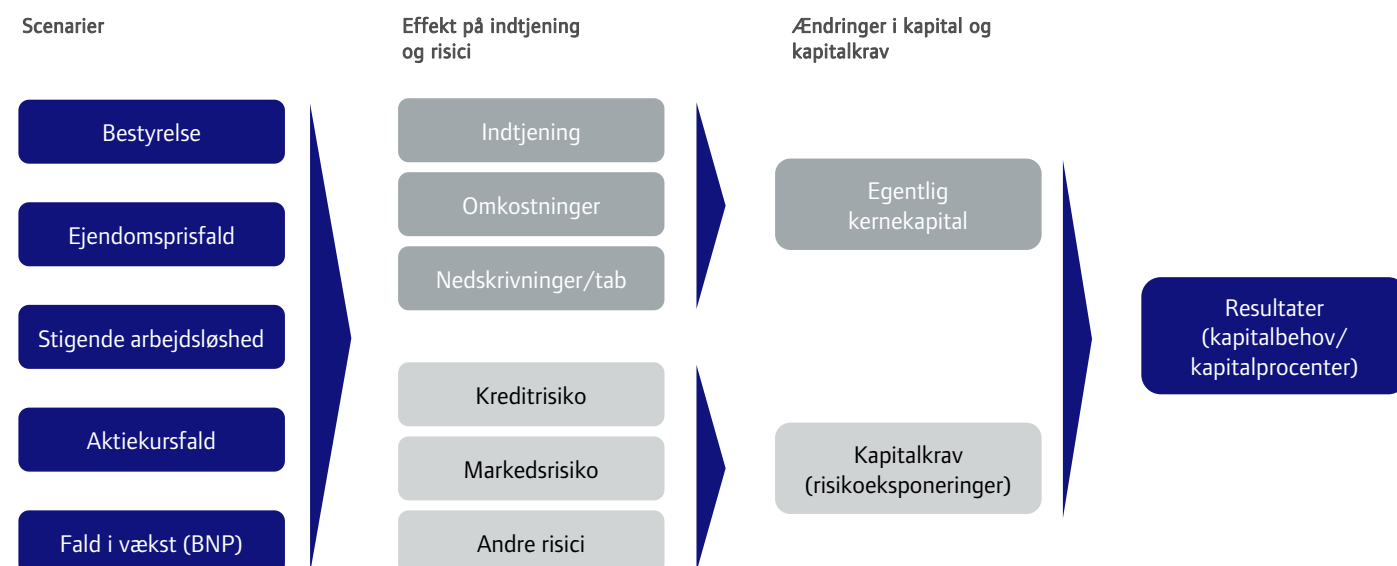 Scenarier
Effekt på indtjening
og risici
Ændringer i kapital og
kapitalkrav
Bestyrelse
Ejendomsprisfald
Stigende arbejdsløshed
Aktiekursfald
Fald i vækst (BNP)
Indtjening
Omkostninger
Nedskrivninger/tab
Kreditrisiko
Markedsrisiko
Andre risici
Egentlig
kernekapital
Kapitalkrav
(risikoeksponeringer)
Resultater
(kapitalbehov/
kapitalprocenter)